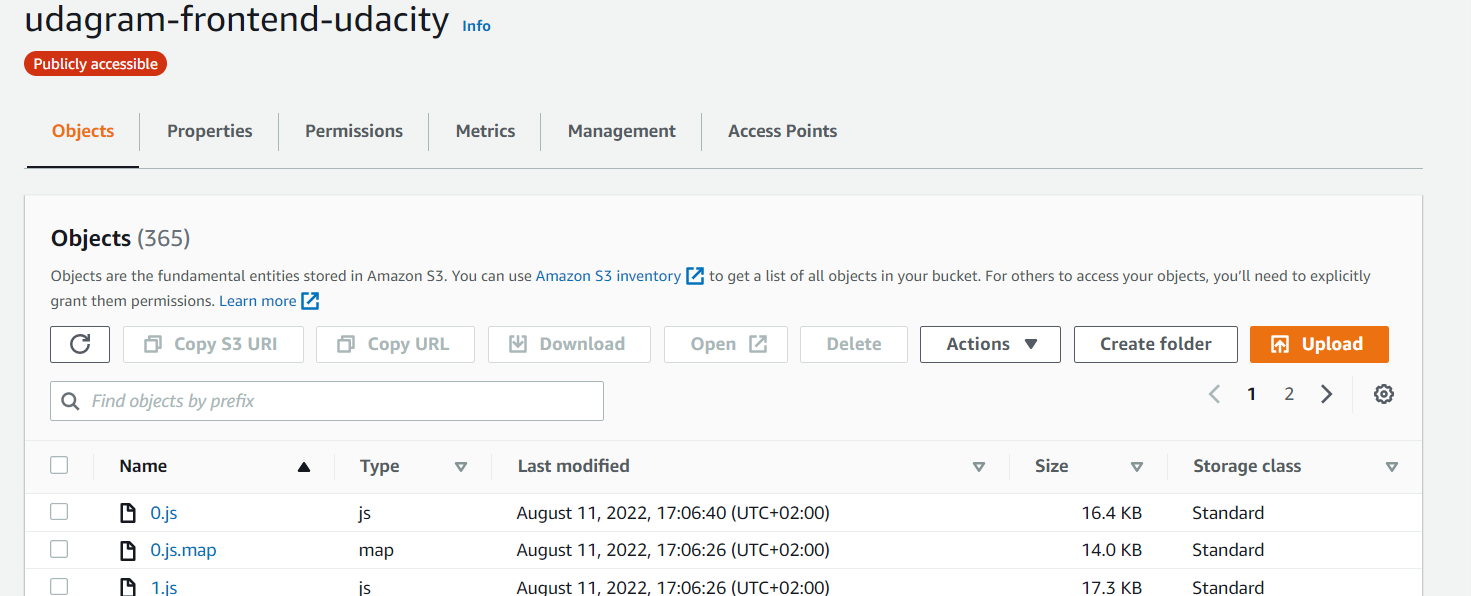 udagram-frontend-udacity Info
Publicly accessible
Objects Properties Permissions Metrics Management Access Points
Objects (365)
Objects are the fundamental entities stored in Amazon S3. You can use Amazon S3 inventory to get a list of all objects in your bucket. For others to access your objects, you'll need to explicitly
grant them permissions. Learn more
Copy S3 URI Copy URL Download Open Delete Actions Create folder Upload
Find objects by prefix 1 2
Name Type Last modified Size Storage class
0.js js August 11, 2022, 17:06:40 (UTC+02:00) 16.4 KB Standard
0.js.map map August 11, 2022, 17:06:26 (UTC+02:00) 14.0 KB Standard
1.js js August 11, 2022, 17:06:26 (UTC+02:00) 17.3 KB Standard